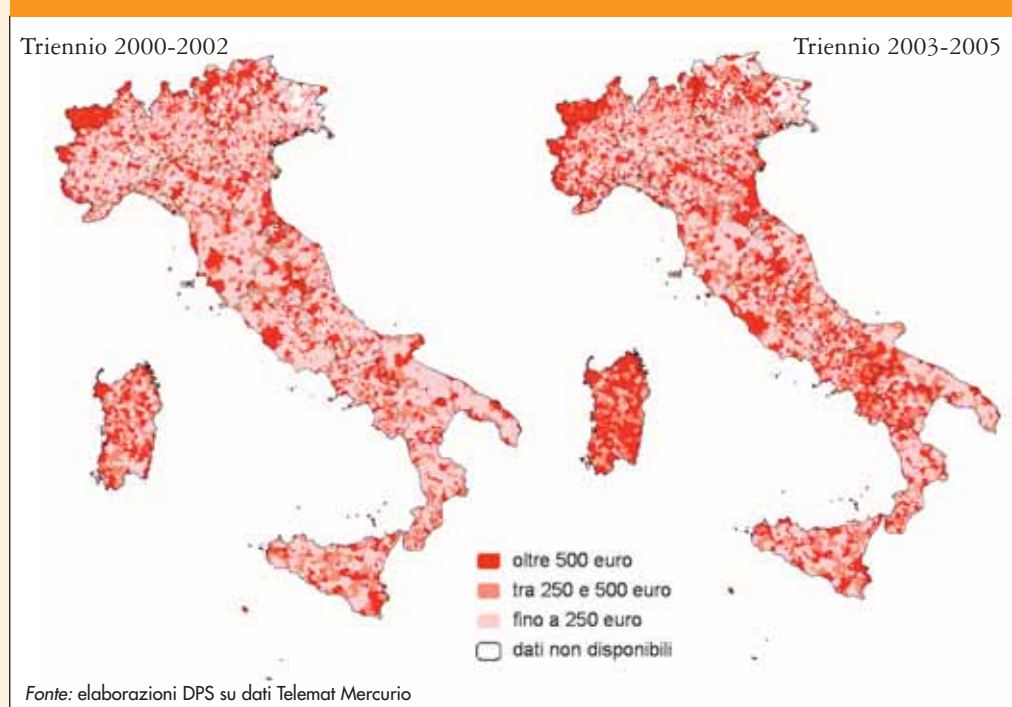 Triennio 2000-2002
Triennio 2003-2005
oltre 500 euro
tra 250 e 500 euro
fino a 250 euro
dati non disponibili
Fonte: elaborazioni DPS su dati Telemat Mercurio